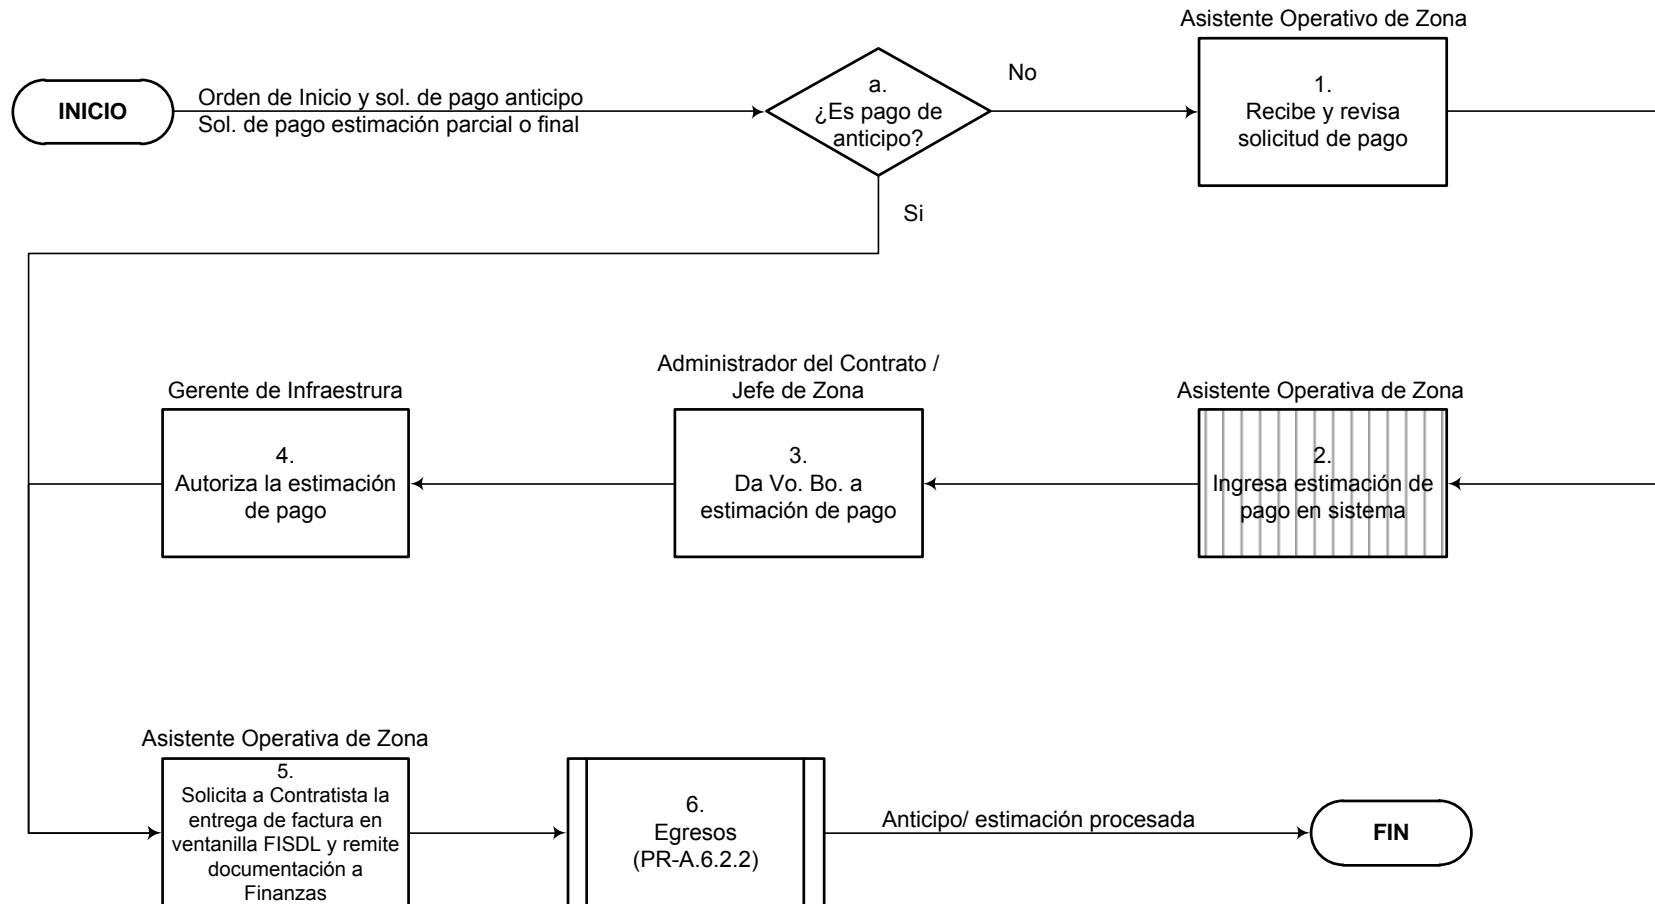 INICIO
Orden de Inicio y sol. de pago anticipo
Sol. de pago estimación parcial o final
a.
¿Es pago de
anticipo?
No
Si
Asistente Operativo de Zona
1.
Recibe y revisa
solicitud de pago
Asistente Operativa de Zona
2.
Ingresa estimación de
pago en sistema
Administrador del Contrato /
Jefe de Zona
3.
Da Vo. Bo. a
estimación de pago
Gerente de Infraestrura
4.
Autoriza la estimación
de pago
Asistente Operativa de Zona
5.
Solicita a Contratista la
entrega de factura en
ventanilla FISDL y remite
documentación a
Finanzas
6.
Egresos
(PR-A.6.2.2)
Anticipo/ estimación procesada
FIN